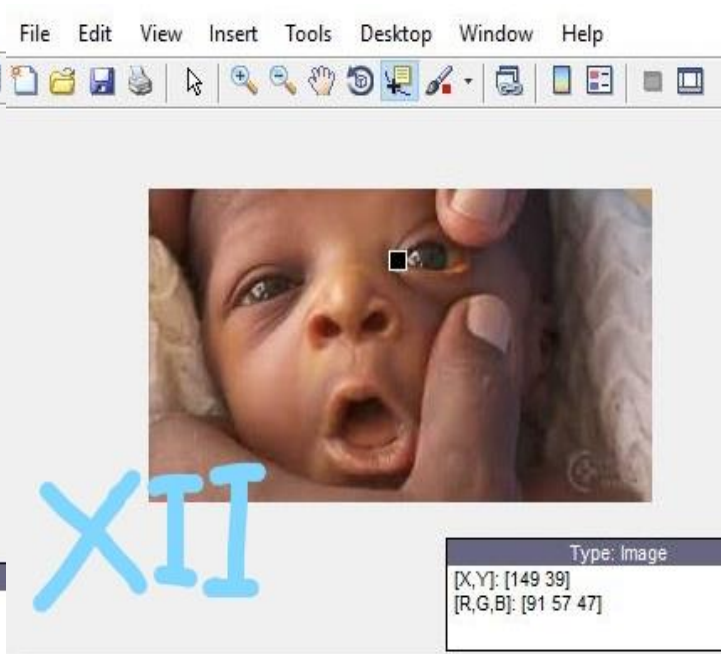 File Edit View Insert Tools Desktop Window Help
XII
Type: Image
[X,Y]: [149 39]
[R,G,B]: [91 57 47]